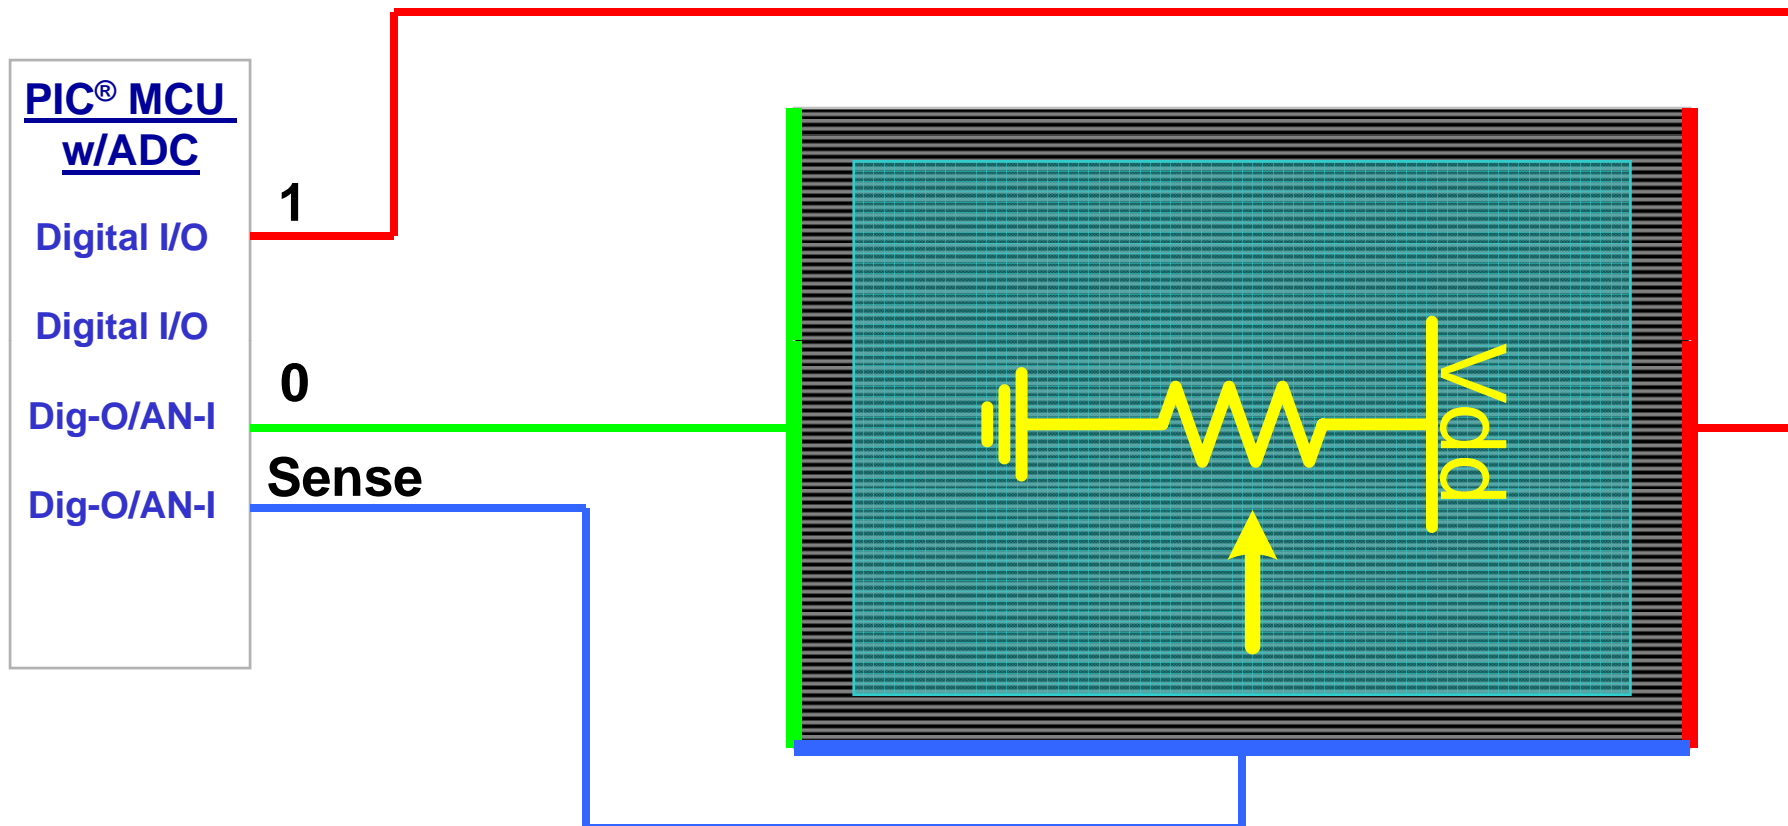 PIC® MCU
w/ADC
1
Digital I/O
Digital I/O
0
Dig-O/AN-I
Sense
Dig-O/AN-I
Vdd